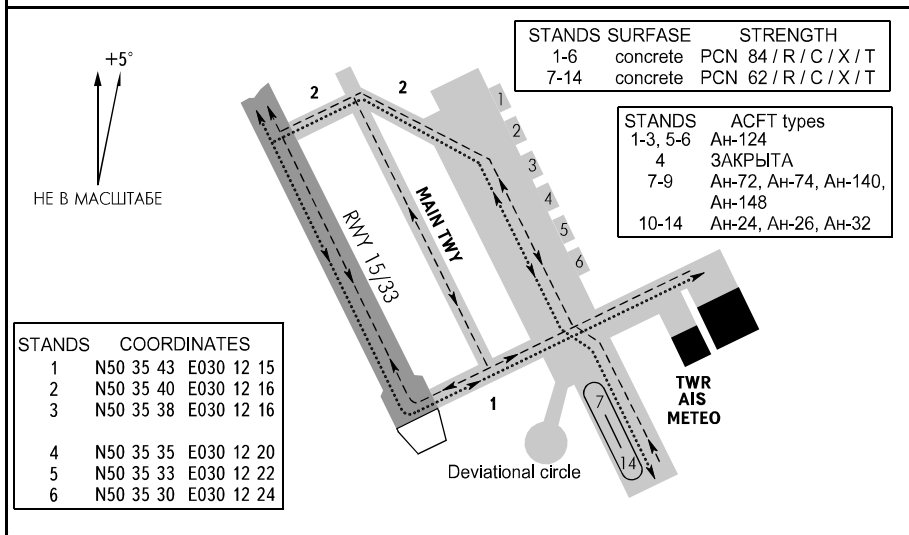 STANDS SURFASE STRENGTH
1-6 concrete PCN 84 / R / C / X / T
7-14 concrete PCN 62 / R / C / X / T
STANDS ACFT types
1-3, 5-6 Ан-124
4 ЗАКРЫТА
7-9 Ан-72, Ан-74, Ан-140,
Ан-148
10-14 Ан-24, Ан-26, Ан-32
+5°
НЕ В МАСШТАБЕ
2
2
1
2
3
4
5
6
MAIN TWY
RWY 15/33
1
7
14
TWR
AIS
METEO
Deviational circle
STANDS COORDINATES
1 N50 35 43 E030 12 15
2 N50 35 40 E030 12 16
3 N50 35 38 E030 12 16
4 N50 35 35 E030 12 20
5 N50 35 33 E030 12 22
6 N50 35 30 E030 12 24